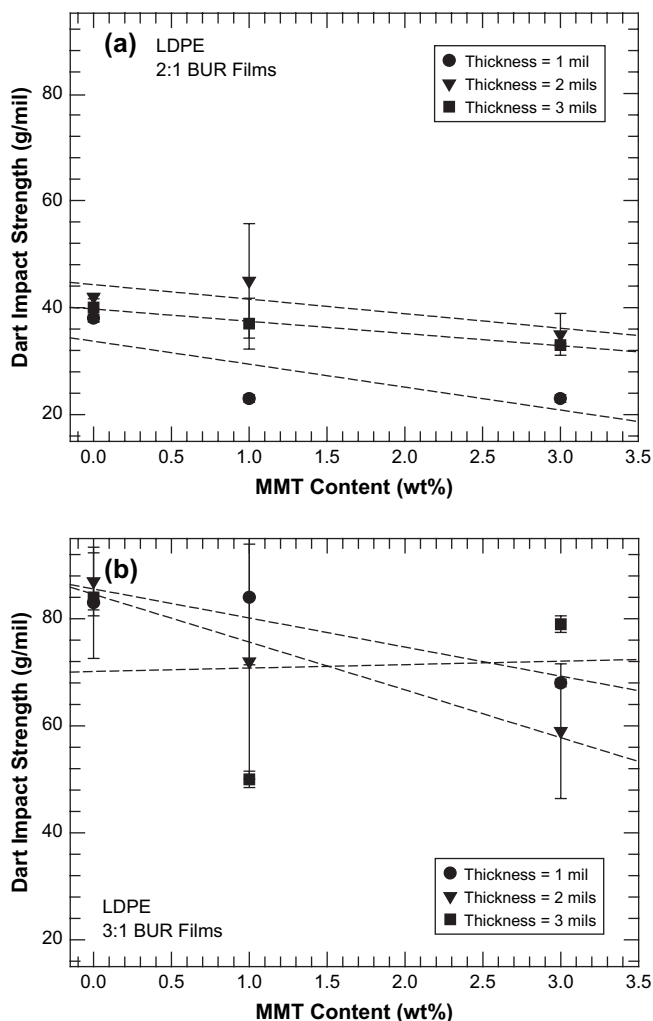 (a)
LDPE
2:1 BUR Films
Thickness = 1 mil
Thickness = 2 mils
Thickness = 3 mils
Dart Impact Strength (g/mil)
80
60
40
20
0.0 0.5 1.0 1.5 2.0 2.5 3.0 3.5
MMT Content (wt%)
(b)
Dart Impact Strength (g/mil)
80
60
40
20
LDPE
3:1 BUR Films
Thickness = 1 mil
Thickness = 2 mils
Thickness = 3 mils
0.0 0.5 1.0 1.5 2.0 2.5 3.0 3.5
MMT Content (wt%)